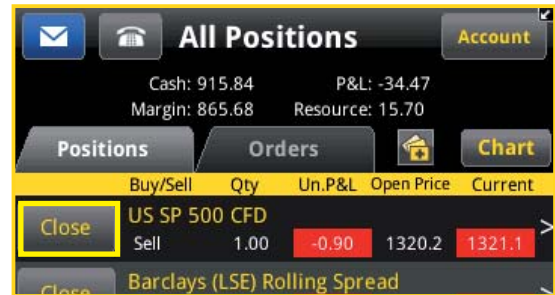 All Positions Account
Cash: 915.84 P&L: -34.47
Margin: 865.68 Resource: 15.70
Positions Orders Chart
Buy/Sell Qty Un.P&L Open Price Current
US SP 500 CFD
Close
Sell 1.00 -0.90 1320.2 1321.1 >
Barclays (LSE) Rolling Spread
Close